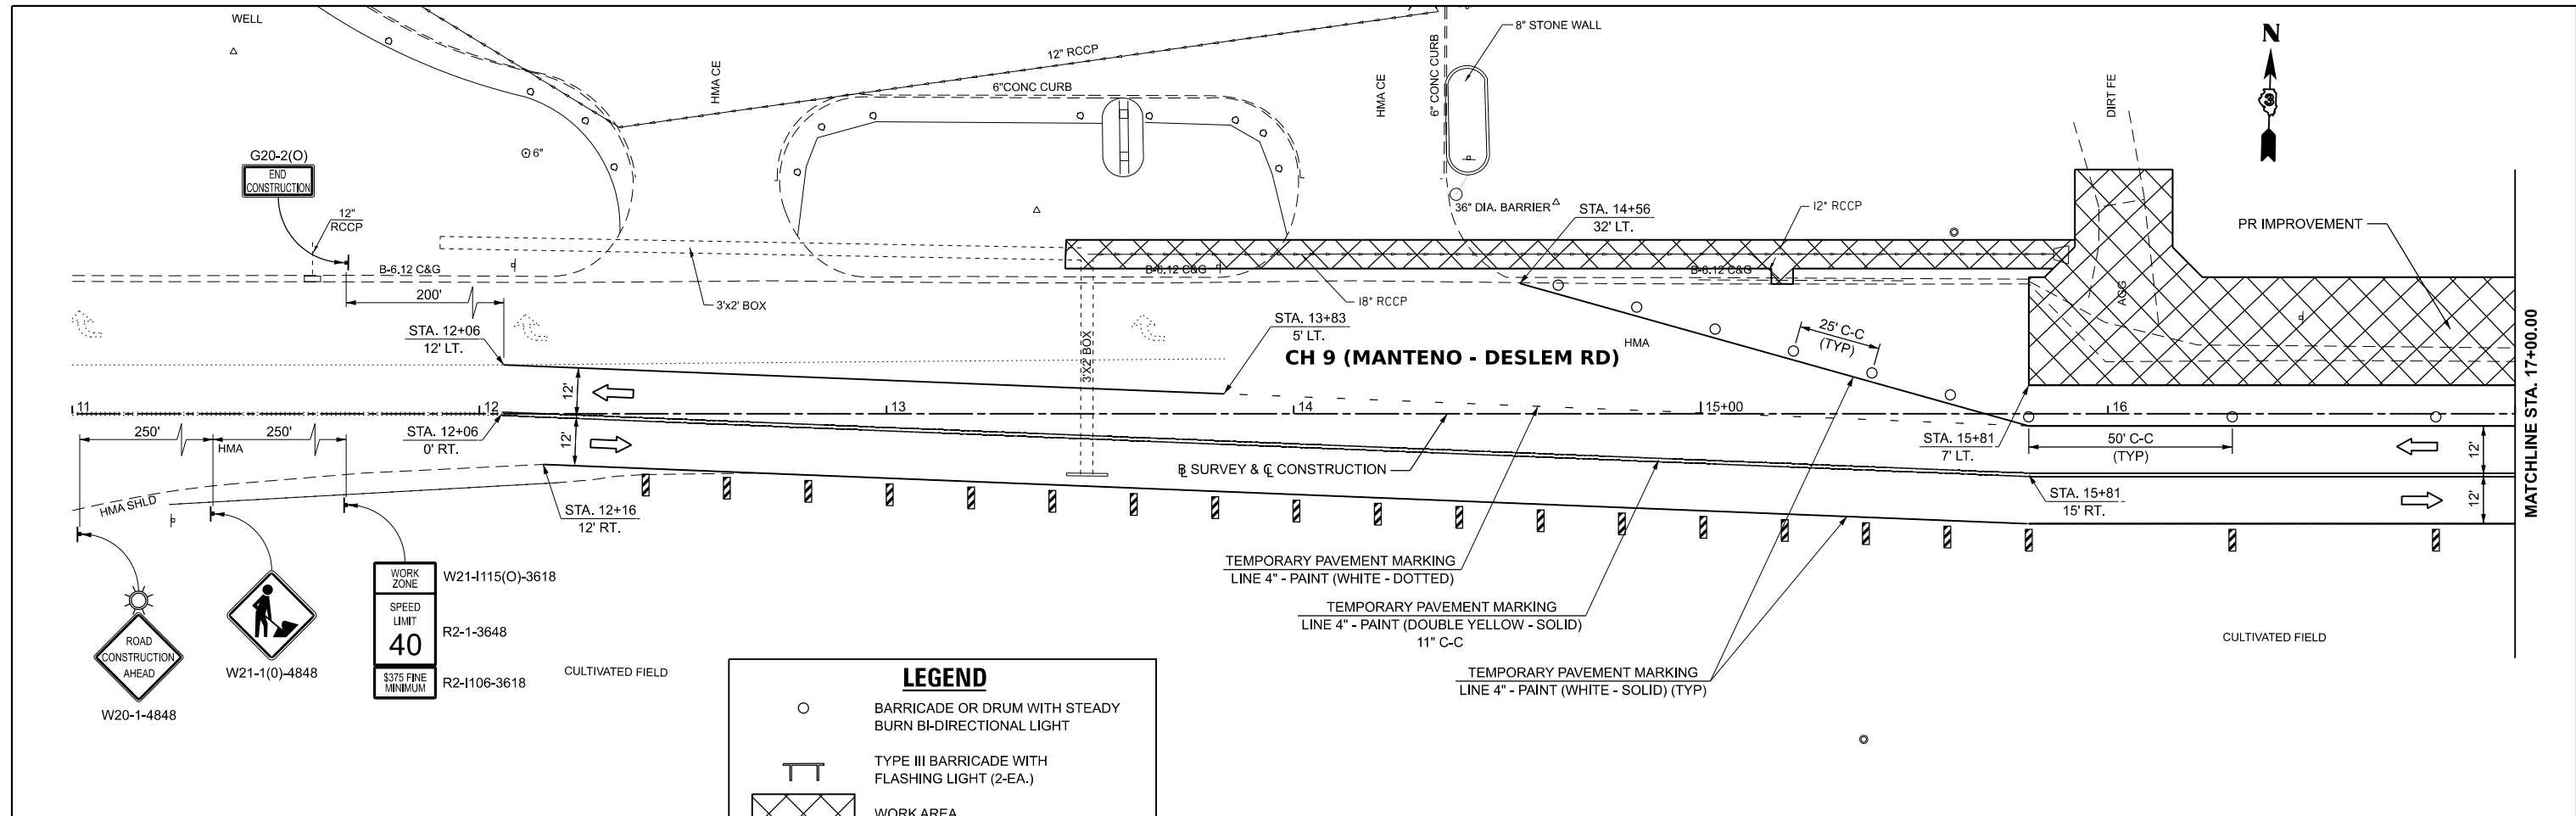 WELL
HMA CE
12" RCCP
6"CONC CURB
HMA CE
6" CONC CURB
8" STONE WALL
DIRT FE
N
3
G20-2(O)
END
CONSTRUCTION
6"
12"
RCCP
36" DIA. BARRIER
STA. 14+56
32' LT.
12" RCCP
PR IMPROVEMENT
B-6.12 C&G
B-6.12 C&G
B-6.12 C&G
AGG
200'
3'x2' BOX
18" RCCP
STA. 12+06
12' LT.
STA. 13+83
5' LT.
CH 9 (MANTENO - DESLEM RD)
HMA
25' C-C
(TYP)
3'X2' BOX
12'
11
12
13
14
15+00
16
MATCHLINE STA. 17+00.00
250'
250'
HMA
STA. 12+06
0' RT.
12'
STA. 15+81
7' LT.
50' C-C
(TYP)
12'
B SURVEY & C CONSTRUCTION
HMA SHLD
STA. 12+16
12' RT.
STA. 15+81
15' RT.
12'
TEMPORARY PAVEMENT MARKING
LINE 4" - PAINT (WHITE - DOTTED)
TEMPORARY PAVEMENT MARKING
LINE 4" - PAINT (DOUBLE YELLOW - SOLID)
11" C-C
TEMPORARY PAVEMENT MARKING
LINE 4" - PAINT (WHITE - SOLID) (TYP)
CULTIVATED FIELD
ROAD
CONSTRUCTION
AHEAD
W20-1-4848
W21-1(0)-4848
WORK
ZONE
W21-I115(O)-3618
SPEED
LIMIT
40
R2-1-3648
$375 FINE
MINIMUM
R2-I106-3618
CULTIVATED FIELD
LEGEND
BARRICADE OR DRUM WITH STEADY
BURN BI-DIRECTIONAL LIGHT
TYPE III BARRICADE WITH
FLASHING LIGHT (2-EA.)
WORK AREA